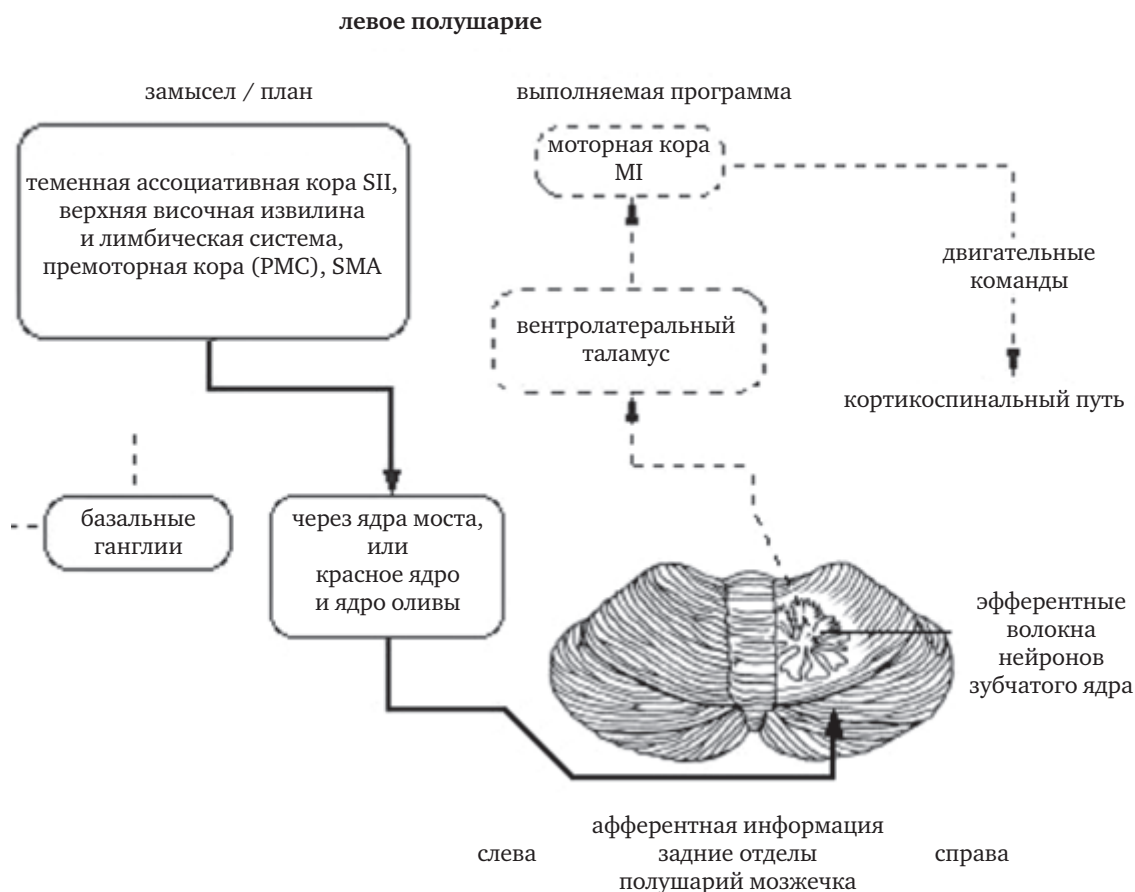 левое полушарие
замысел / план
выполняемая программа
теменная ассоциативная кора SII,
верхняя височная извилина
и лимбическая система,
премоторная кора (PMC), SMA
моторная кора
MI
двигательные
команды
вентролатеральный
таламус
кортикоспинальный путь
базальные
ганглии
через ядра моста,
или
красное ядро
и ядро оливы
эфферентные
волокна
нейронов
зубчатого ядра
афферентная информация
слева задние отделы справа
полушарий мозжечка